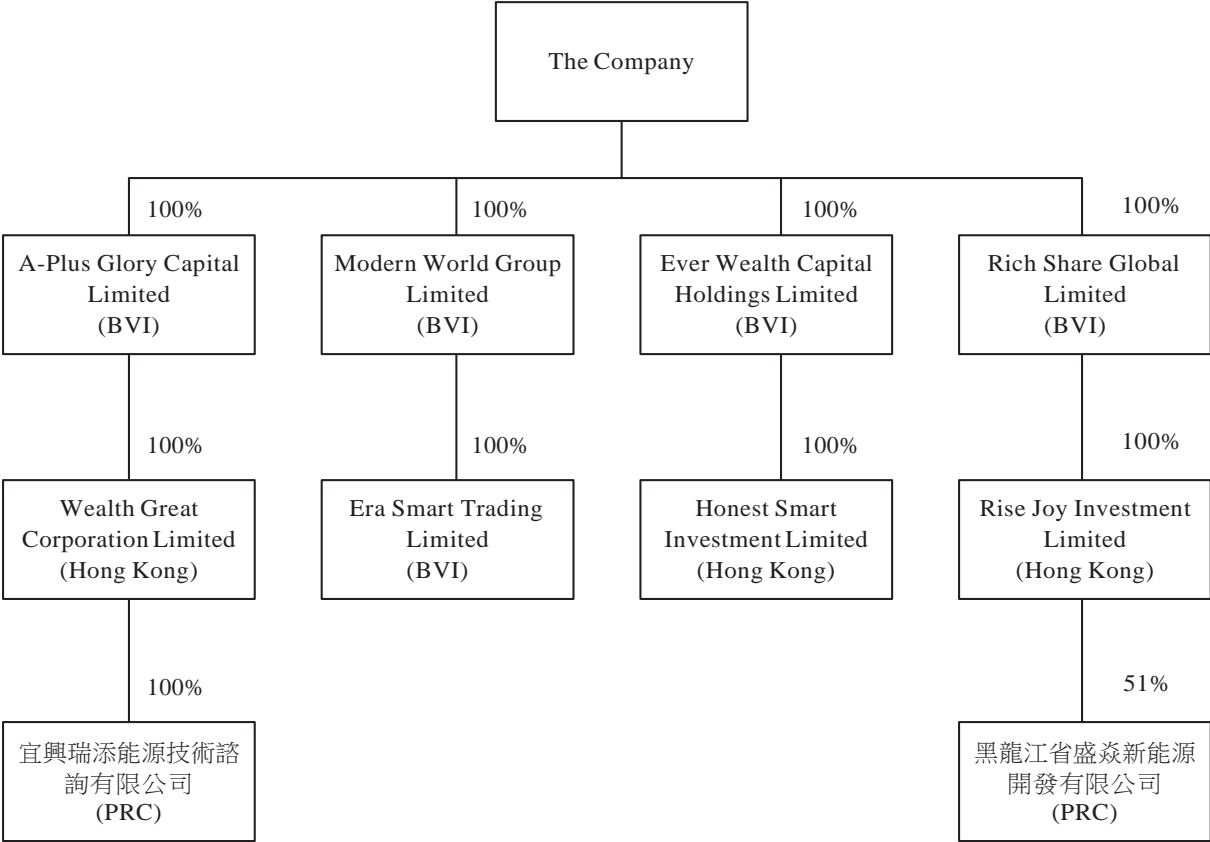 The Company
100%
100%
100%
100%
A-Plus Glory Capital
Limited
(BVI)
Modern World Group
Limited
(BVI)
Ever Wealth Capital
Holdings Limited
(BVI)
Rich Share Global
Limited
(BVI)
100%
100%
100%
100%
Wealth Great
Corporation Limited
(Hong Kong)
Era Smart Trading
Limited
(BVI)
Honest Smart
Investment Limited
(Hong Kong)
Rise Joy Investment
Limited
(Hong Kong)
100%
51%
宜興瑞添能源技術諮
詢有限公司
(PRC)
黑龍江省盛焱新能源
開發有限公司
(PRC)